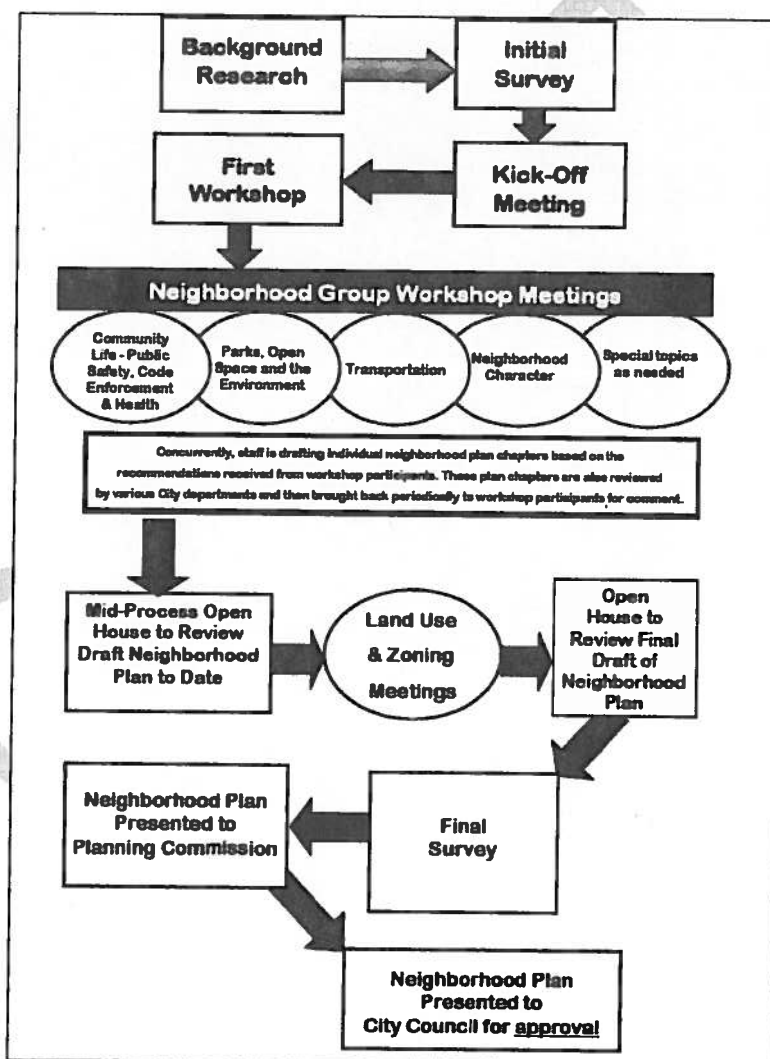 Background
Research
Initial
Survey
First
Workshop
Kick-Off
Meeting
Neighborhood Group Workshop Meetings
Community
Life - Public
Safety, Code
Enforcement
& Health
Parks, Open
Space and the
Environment
Transportation
Neighborhood
Character
Special topics
as needed
Concurrently, staff is drafting individual neighborhood plan chapters based on the
recommendations received from workshop participants. These plan chapters are also reviewed
by various City departments and then brought back periodically to workshop participants for comment.
Mid-Process Open
House to Review
Draft Neighborhood
Plan to Date
Land Use
& Zoning
Meetings
Open
House to
Review Final
Draft of
Neighborhood
Plan
Neighborhood Plan
Presented to
Planning Commission
Final
Survey
Neighborhood Plan
Presented to
City Council for approval